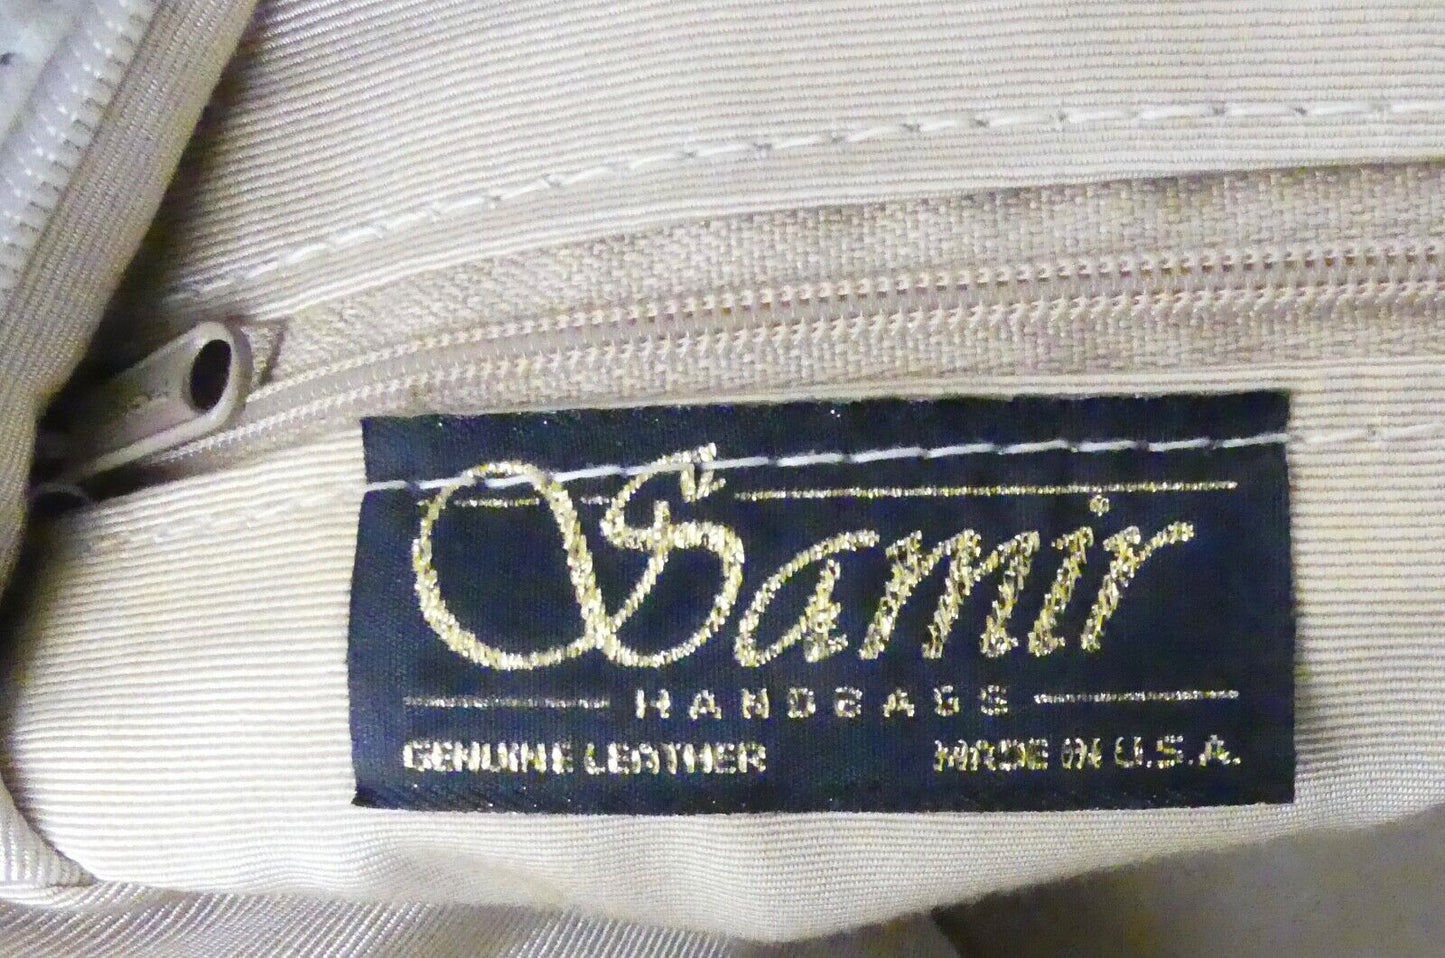 Samir
HANDBAGS
GENUINE LEATHER MADE IN U.S.A.